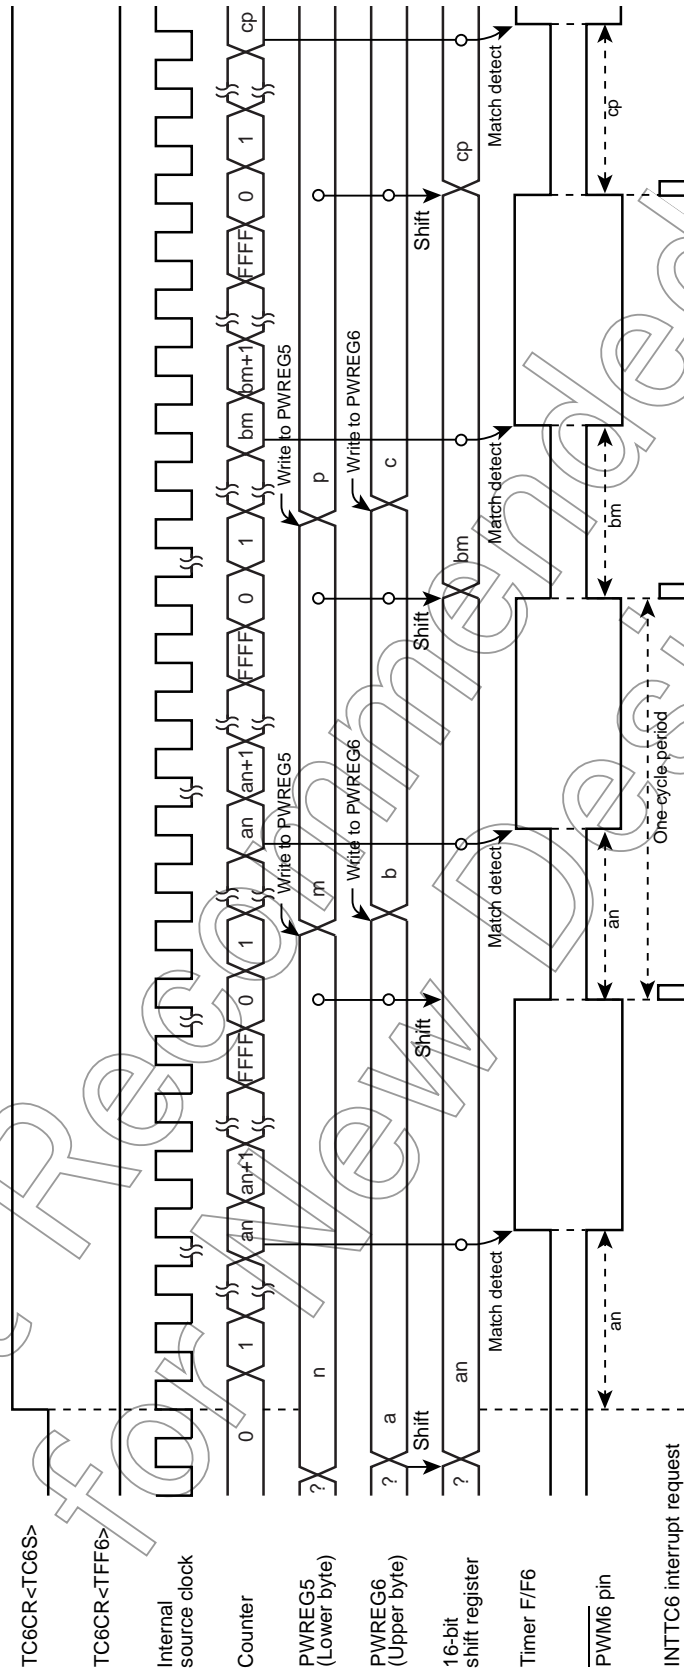 TC6CR<TC6S>
TC6CR<TFF6>
Internal
source clock
Counter
0 1 an an+1 FFFF 0 1 an an+1 FFFF 0 1 bm bm+1 FFFF 0 1 cp
Write to PWREG5 Write to PWREG5
PWREG5
(Lower byte)
? n m p
Write to PWREG6 Write to PWREG6
PWREG6
(Upper byte)
? a b c
Shift Shift Shift Shift
16-bit
shift register
? an bm cp
Match detect Match detect Match detect Match detect
Timer F/F6
PWM6 pin
an an bm cp
One cycle period
INTTC6 interrupt request
Recommended
for New Desi